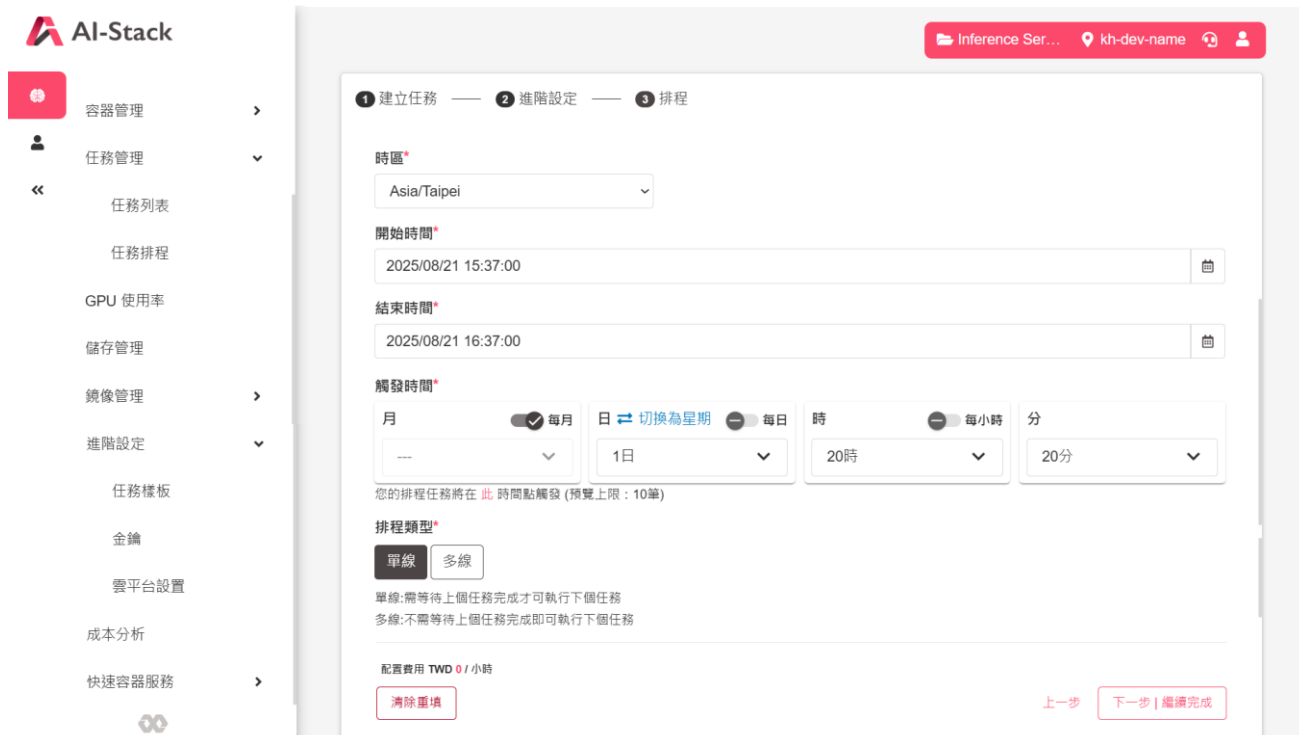 AI-Stack
Inference Ser... kh-dev-name
容器管理
任務管理
任務列表
任務排程
GPU 使用率
儲存管理
鏡像管理
進階設定
任務樣板
金鑰
雲平台設置
成本分析
快速容器服務
1 建立任務 2 進階設定 3 排程
時區*
Asia/Taipei
開始時間*
2025/08/21 15:37:00
結束時間*
2025/08/21 16:37:00
觸發時間*
月 每月 日 切換為星期 每日 時 每小時 分
--- 1日 20時 20分
您的排程任務將在 此 時間點觸發 (預覽上限：10筆)
排程類型*
單線 多線
單線:需等待上個任務完成才可執行下個任務
多線:不需等待上個任務完成即可執行下個任務
配置費用 TWD 0 / 小時
清除重填 上一步 下一步 | 繼續完成